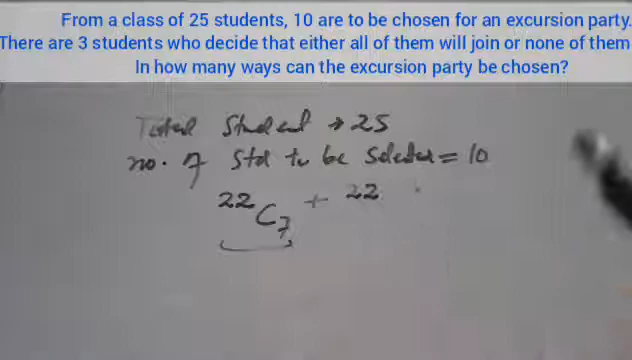 From a class of 25 students, 10 are to be chosen for an excursion party.
There are 3 students who decide that either all of them will join or none of them
In how many ways can the excursion party be chosen?
Total Student → 25
no. of Std to be Selected = 10
²²C₇ + 22